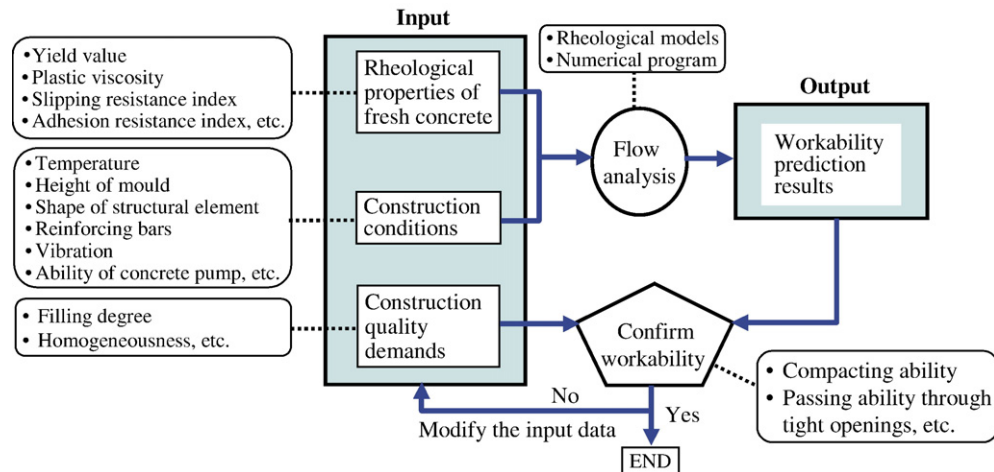 Input
• Yield value
• Plastic viscosity
• Slipping resistance index
• Adhesion resistance index, etc.
Rheological
properties of
fresh concrete
• Rheological models
• Numerical program
Output
Flow
analysis
Workability
prediction
results
• Temperature
• Height of mould
• Shape of structural element
• Reinforcing bars
• Vibration
• Ability of concrete pump, etc.
Construction
conditions
• Filling degree
• Homogeneousness, etc.
Construction
quality
demands
Confirm
workability
• Compacting ability
• Passing ability through
tight openings, etc.
No
Yes
Modify the input data
END